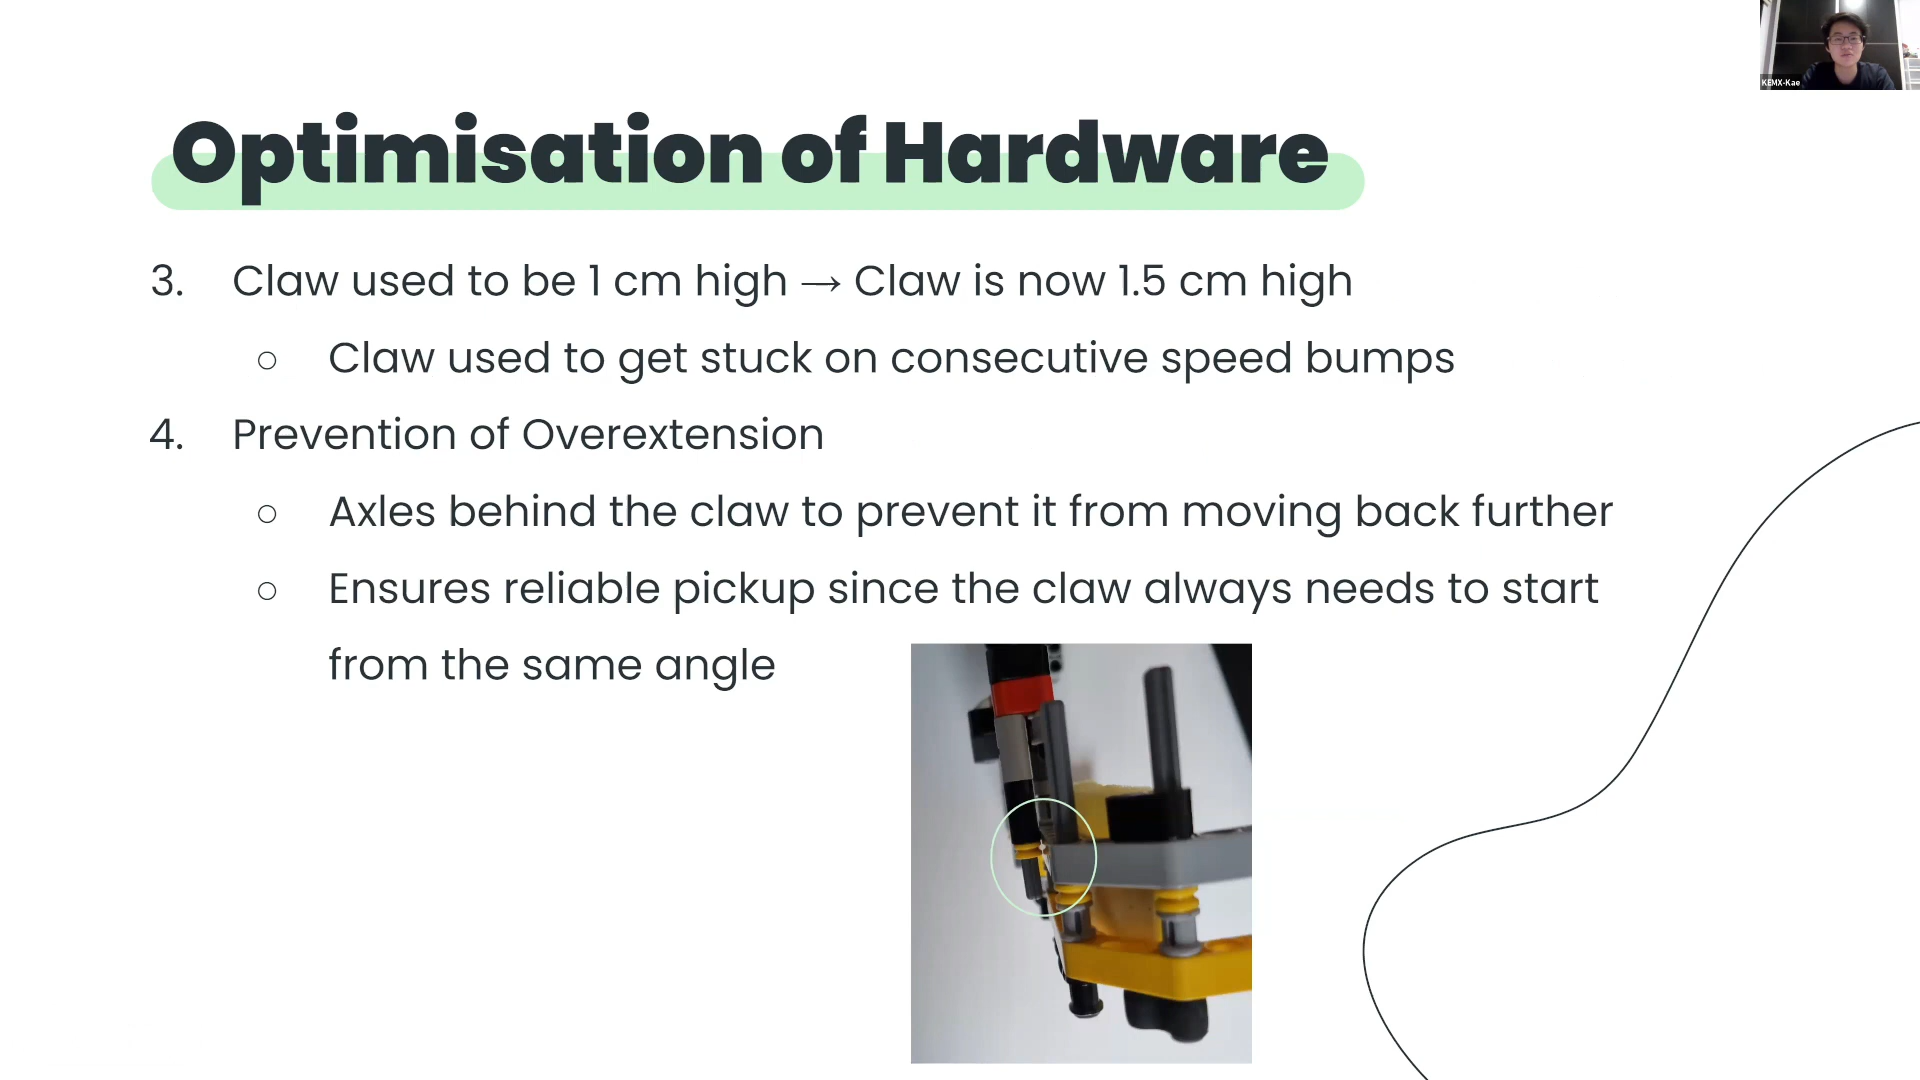 KEMX-Kae
Optimisation of Hardware
3. Claw used to be 1 cm high → Claw is now 1.5 cm high
○ Claw used to get stuck on consecutive speed bumps
4. Prevention of Overextension
○ Axles behind the claw to prevent it from moving back further
○ Ensures reliable pickup since the claw always needs to start
from the same angle